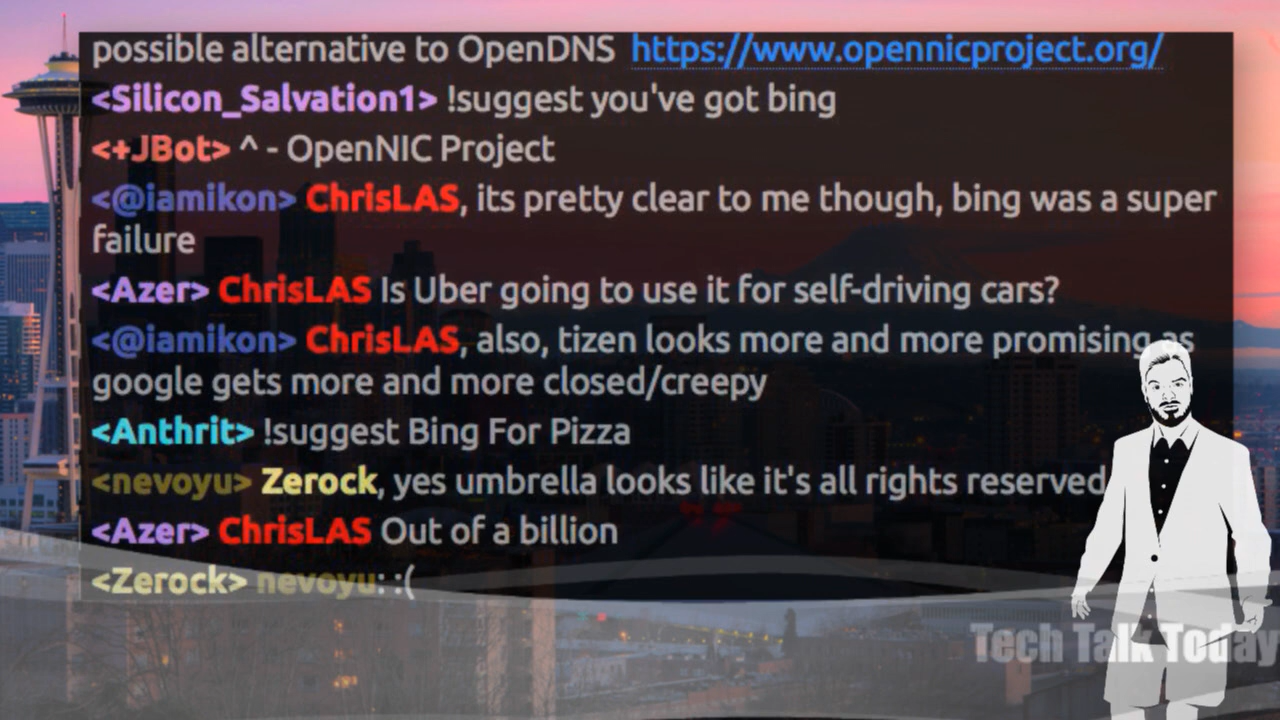 possible alternative to OpenDNS https://www.opennicproject.org/
<Silicon_Salvation1> !suggest you've got bing
<+JBot> ^ - OpenNIC Project
<@iamikon> ChrisLAS, its pretty clear to me though, bing was a super
failure
<Azer> ChrisLAS Is Uber going to use it for self-driving cars?
<@iamikon> ChrisLAS, also, tizen looks more and more promising as
google gets more and more closed/creepy
<Anthrit> !suggest Bing For Pizza
<nevoyu> Zerock, yes umbrella looks like it's all rights reserved
<Azer> ChrisLAS Out of a billion
<Zerock> nevoyu: :(
Tech Talk Today